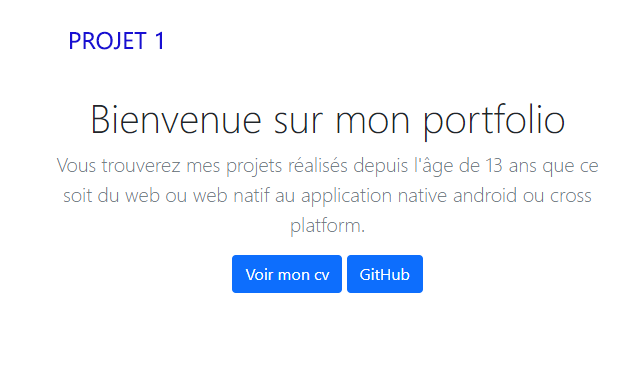 PROJET 1
Bienvenue sur mon portfolio
Vous trouverez mes projets réalisés depuis l'âge de 13 ans que ce
soit du web ou web natif au application native android ou cross
platform.
Voir mon cv GitHub